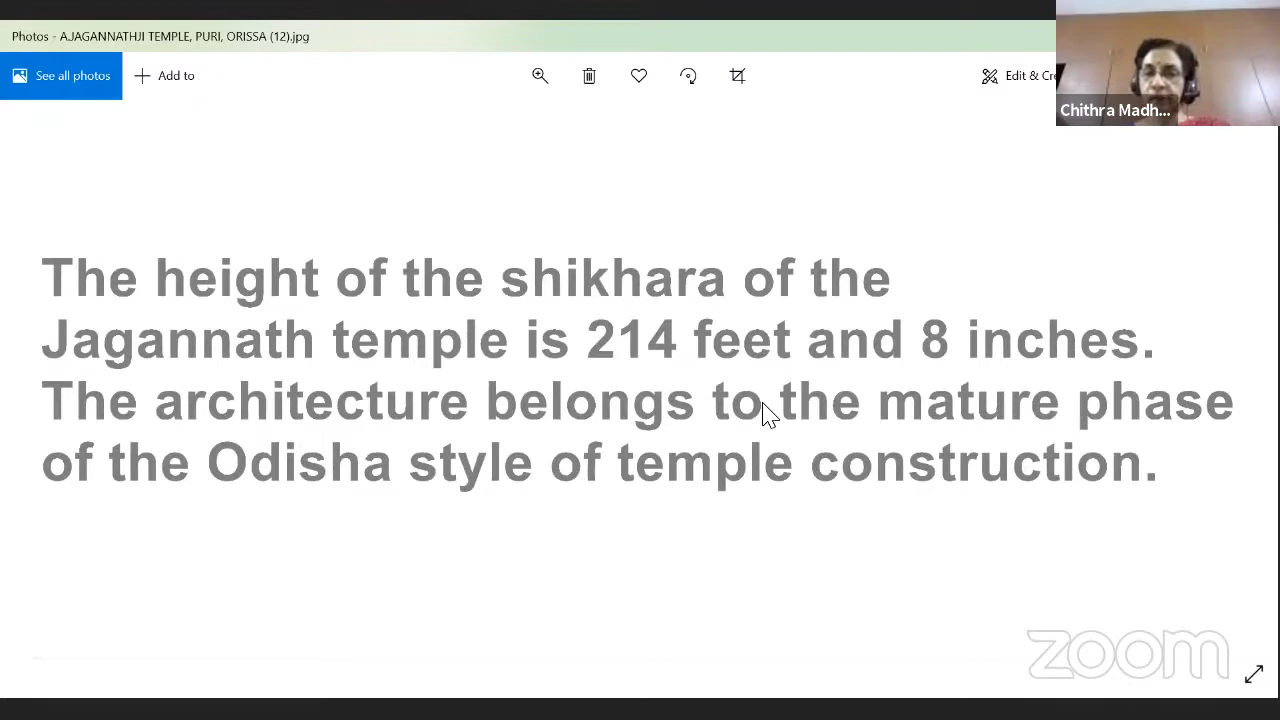 Photos - A.JAGANNATHJI TEMPLE, PURI, ORISSA (12).jpg
See all photos
Add to
Edit & Cre
Chithra Madh...
The height of the shikhara of the
Jagannath temple is 214 feet and 8 inches.
The architecture belongs to the mature phase
of the Odisha style of temple construction.
zoom